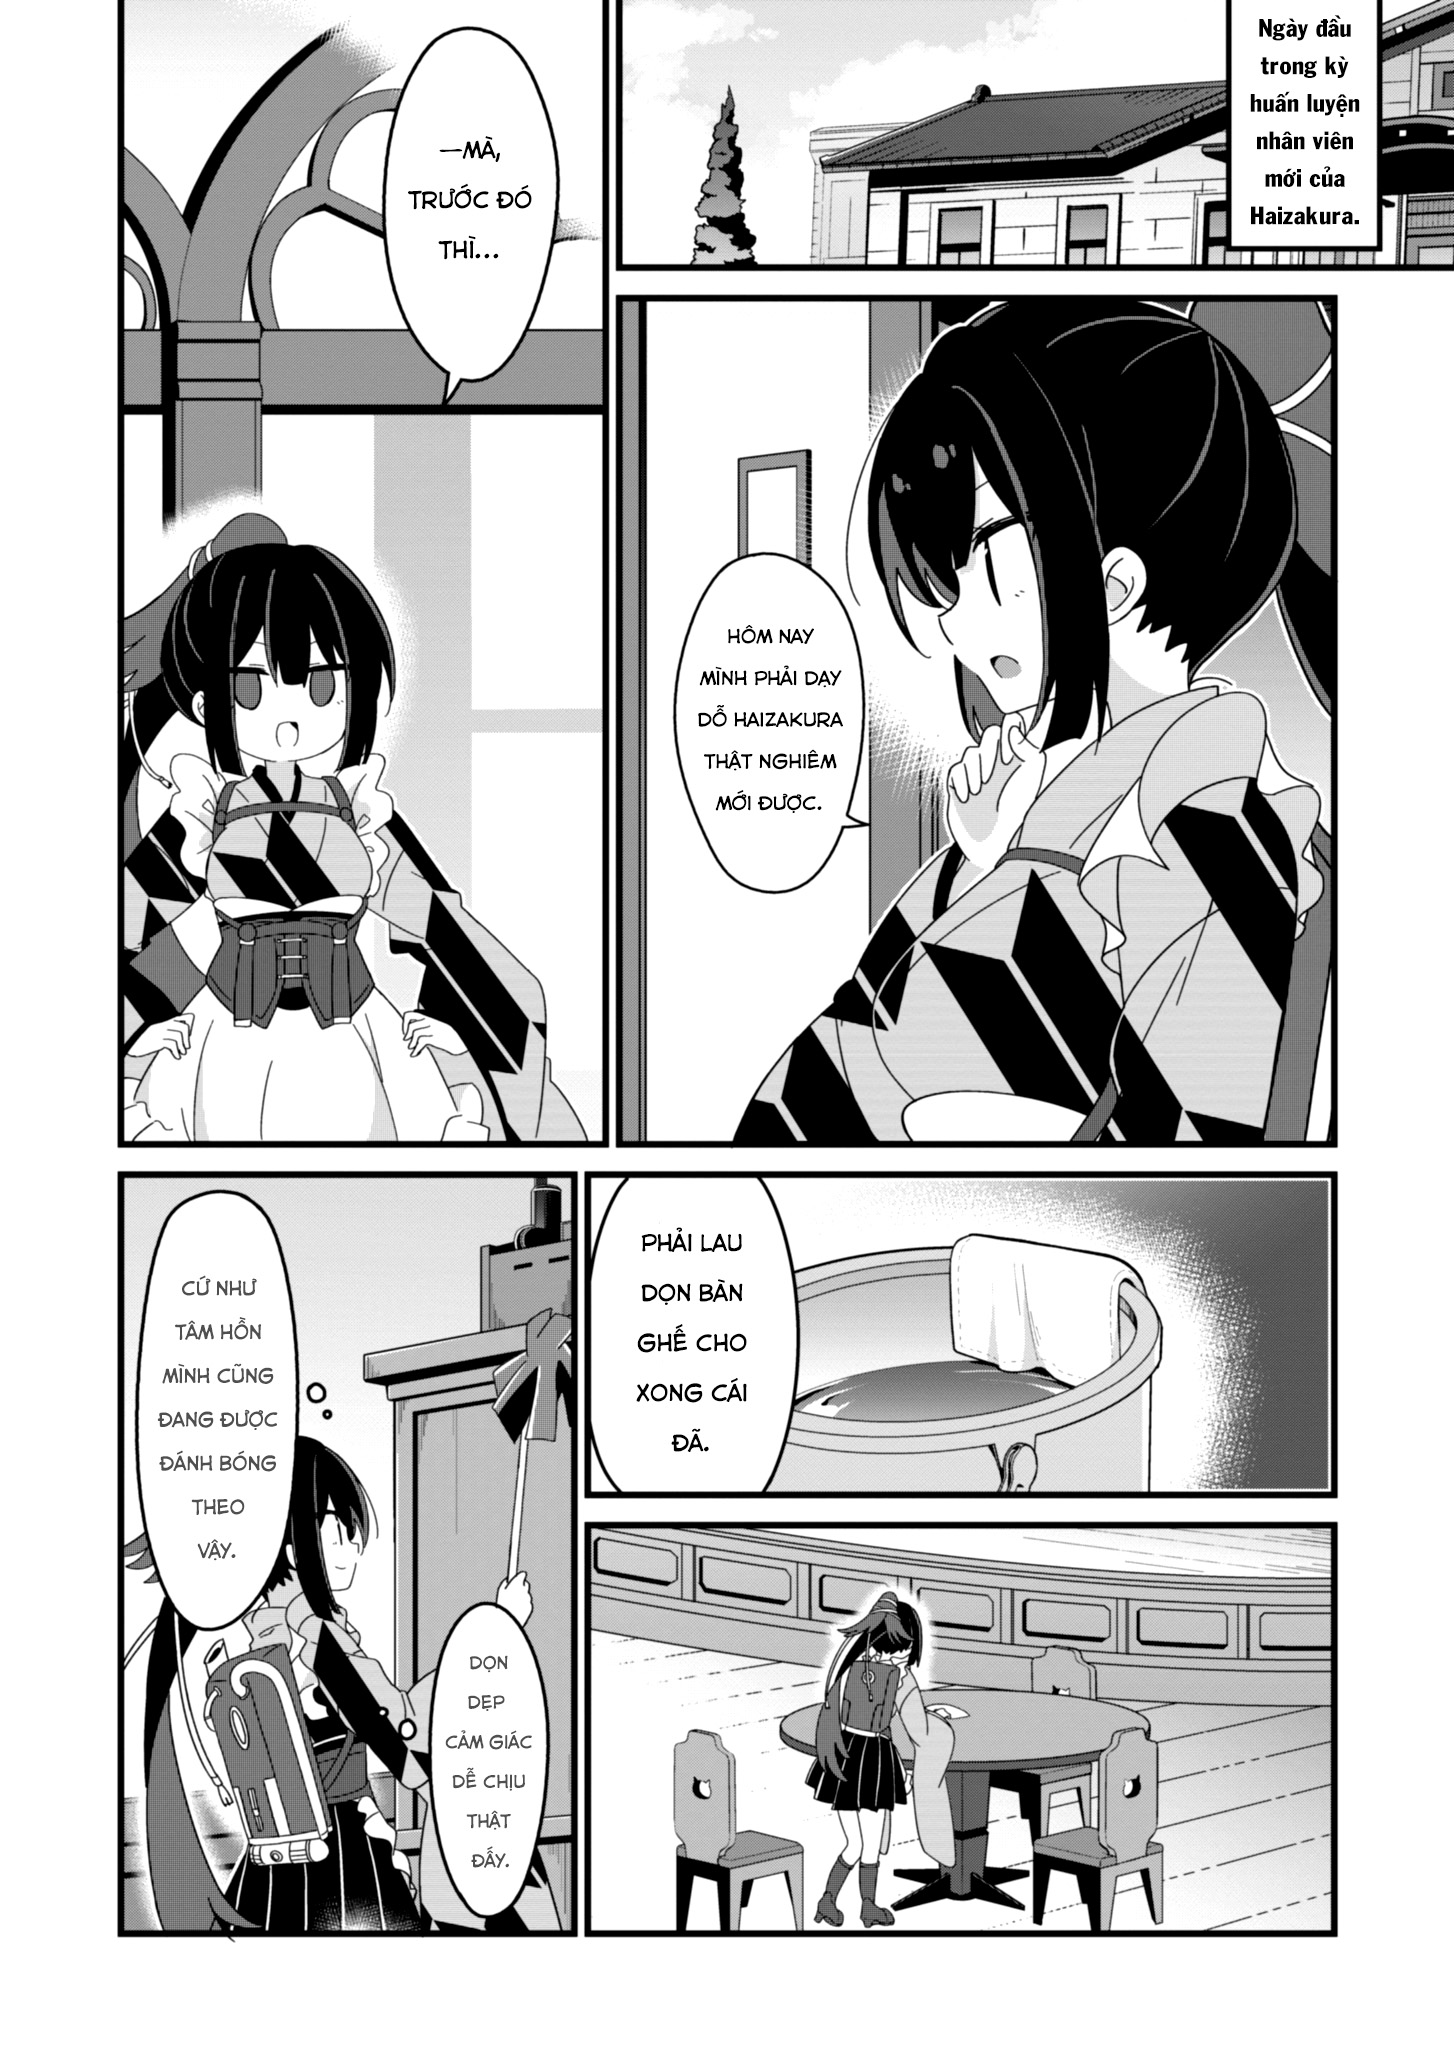 Ngày đầu
trong kỳ
huấn luyện
nhân viên
mới của
Haizakura.
HÔM NAY
MÌNH PHẢI DẠY
DỖ HAIZAKURA
THẬT NGHIÊM
MỚI ĐƯỢC.
—MÀ,
TRƯỚC ĐÓ
THÌ...
PHẢI LAU
DỌN BÀN
GHẾ CHO
XONG CÁI
ĐÃ.
DỌN
DẸP
CẢM GIÁC
DỄ CHỊU
THẬT
ĐẤY.
CỨ NHƯ
TÂM HỒN
MÌNH CŨNG
ĐANG ĐƯỢC
ĐÁNH BÓNG
THEO
VẬY.